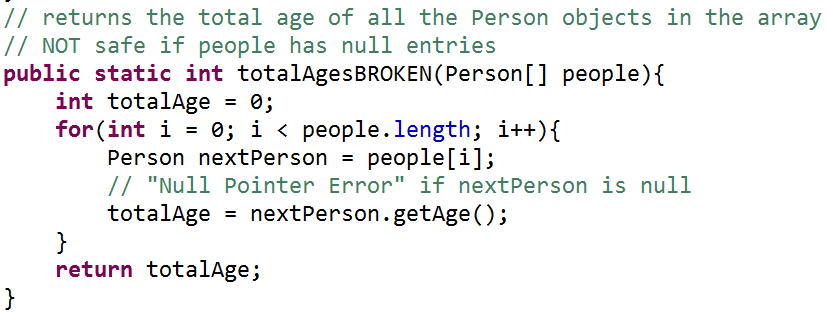 // returns the total age of all the Person objects in the array
// NOT safe if people has null entries
public static int totalAgesBROKEN(Person[] people){
    int totalAge = 0;
    for(int i = 0; i < people.length; i++){
        Person nextPerson = people[i];
        // "Null Pointer Error" if nextPerson is null
        totalAge = nextPerson.getAge();
    }
    return totalAge;
}